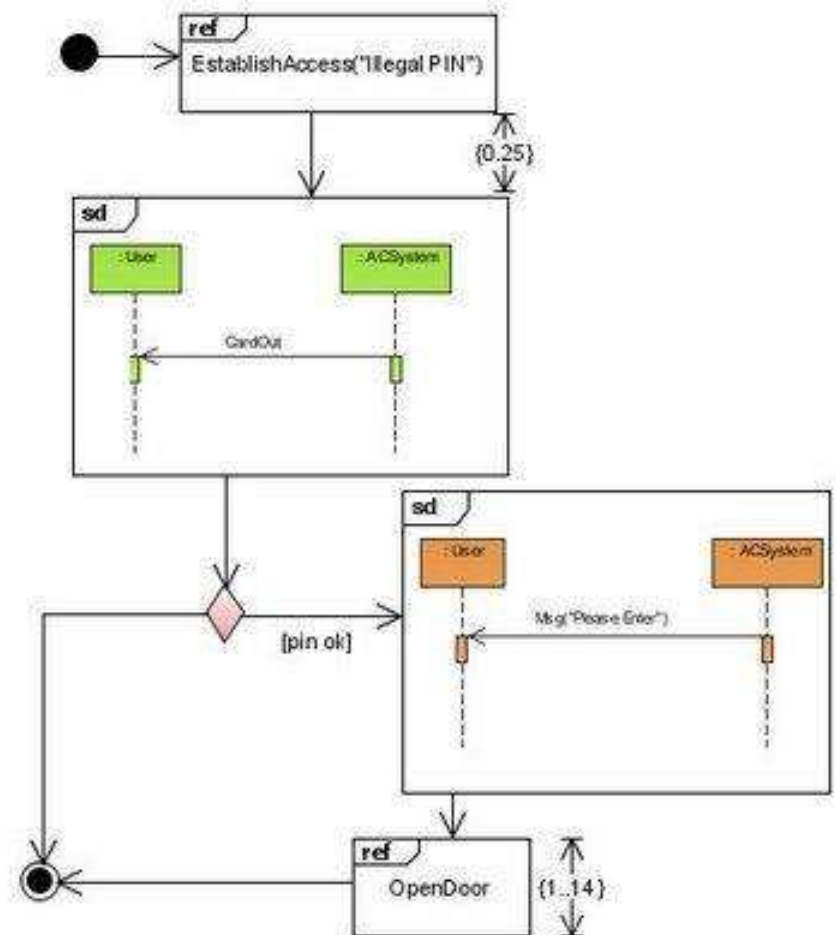 ref
EstablishAccess("Illegal PIN")
{0.25}
sd
: User
: ACSystem
CardOut
sd
: User
: ACSystem
Msg("Please Enter")
[pin ok]
ref
OpenDoor
{1..14}